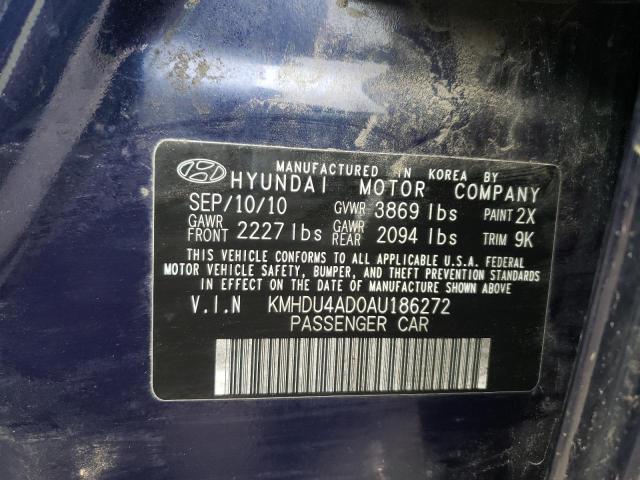 MANUFACTURED IN KOREA BY
HYUNDAI MOTOR COMPANY
SEP/10/10 GVWR 3869 lbs PAINT 2X
GAWR FRONT 2227 lbs GAWR REAR 2094 lbs TRIM 9K
THIS VEHICLE CONFORMS TO ALL APPLICABLE U.S.A. FEDERAL
MOTOR VEHICLE SAFETY, BUMPER, AND THEFT PREVENTION STANDARDS
IN EFFECT ON THE DATE OF MANUFACTURE SHOWN ABOVE
V.I.N KMHDU4AD0AU186272
PASSENGER CAR